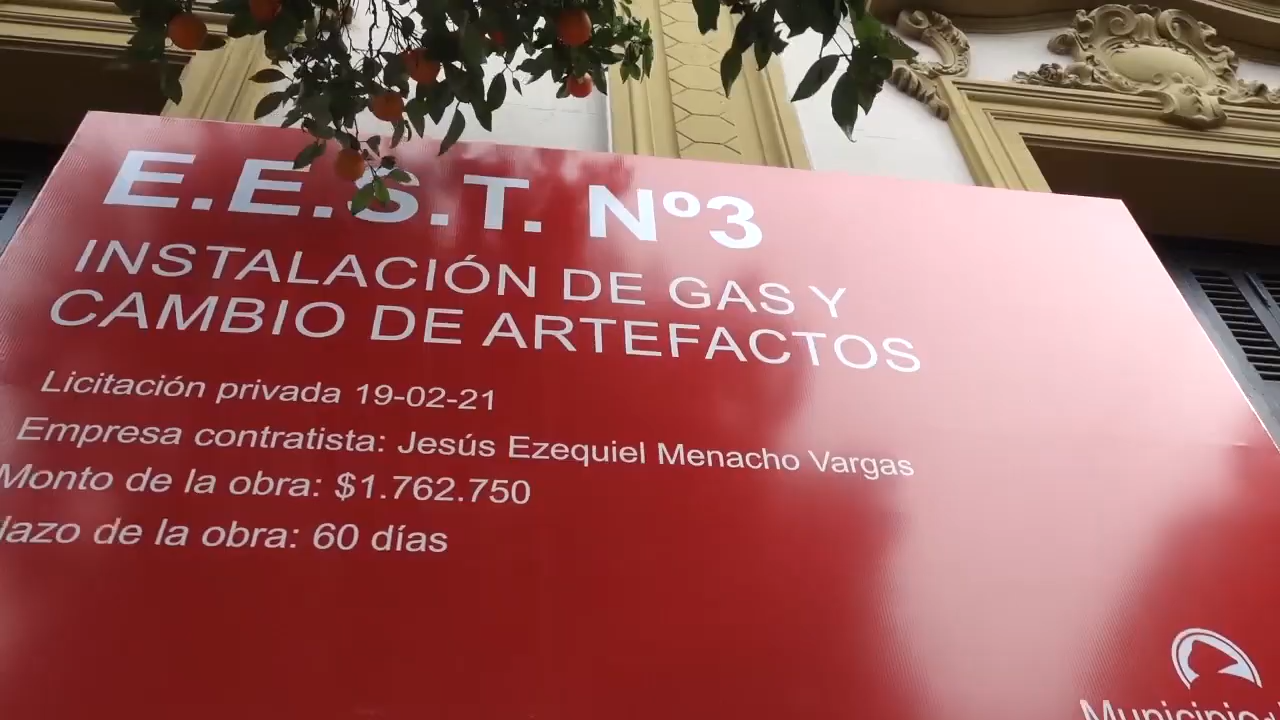 E.E.S.T. Nº3
INSTALACIÓN DE GAS Y
CAMBIO DE ARTEFACTOS
Licitación privada 19-02-21
Empresa contratista: Jesús Ezequiel Menacho Vargas
Monto de la obra: $1.762.750
lazo de la obra: 60 días
Municipio